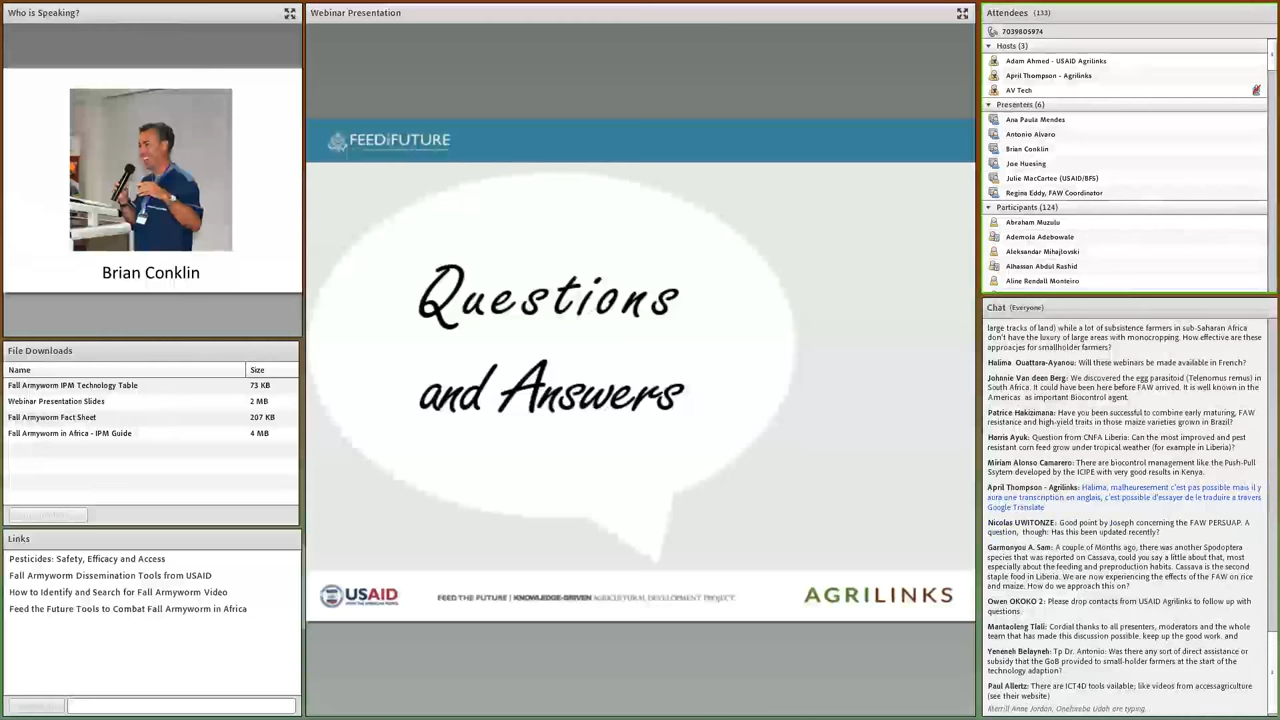 Who is Speaking?
Brian Conklin
File Downloads
Name Size
Fall Armyworm IPM Technology Table 73 KB
Webinar Presentation Slides 2 MB
Fall Armyworm Fact Sheet 207 KB
Fall Armyworm in Africa - IPM Guide 4 MB
Links
Pesticides: Safety, Efficacy and Access
Fall Armyworm Dissemination Tools from USAID
How to Identify and Search for Fall Armyworm Video
Feed the Future Tools to Combat Fall Armyworm in Africa
Webinar Presentation
FEED THE FUTURE
Questions
and Answers
USAID
FEED THE FUTURE | KNOWLEDGE-DRIVEN AGRICULTURAL DEVELOPMENT PROJECT
AGRILINKS
Attendees (133)
7039805974
Hosts (3)
Adam Ahmed - USAID Agrilinks
April Thompson - Agrilinks
AV Tech
Presenters (6)
Ana Paula Mendes
Antonio Alvaro
Brian Conklin
Joe Huesing
Julie MacCartee (USAID/BFS)
Regina Eddy, FAW Coordinator
Participants (124)
Abraham Muzulu
Ademola Adebowale
Aleksandar Mihajlovski
Alhassan Abdul Rashid
Aline Rendall Monteiro
Chat (Everyone)
large tracks of land) while a lot of subsistence farmers in sub-Saharan Africa
don't have the luxury of large areas with monocropping. How effective are these
approacjes for smallholder farmers?
Halima Ouattara-Ayanou: Will these webinars be made available in French?
Johnnie Van den Berg: We discovered the egg parasitoid (Telenomus remus) in
South Africa. It could have been here before FAW arrived. It is well known in the
Americas as important Biocontrol agent.
Patrice Hakizimana: Have you been successful to combine early maturing, FAW
resistance and high-yield traits in those maize varieties grown in Brazil?
Harris Ayuk: Question from CNFA Liberia: Can the most improved and pest
resistant corn feed grow under tropical weather (for example in Liberia)?
Miriam Alonso Camarero: There are biocontrol management like the Push-Pull
Ssytem developed by the ICIPE with very good results in Kenya.
April Thompson - Agrilinks: Halima, malheuresement c'est pas possible mais il y
aura une transcription en anglais, c'est possible d'essayer de le traduire a travers
Google Translate
Nicolas UWITONZE: Good point by Joseph concerning the FAW PERSUAP. A
question, though: Has this been updated recently?
Garmonyou A. Sam: A couple of Months ago, there was another Spodoptera
species that was reported on Cassava, could you say a little about that, most
especially about the feeding and preproduction habits. Cassava is the second
staple food in Liberia. We are now experiencing the effects of the FAW on rice
and maize. How do we approach this on?
Owen OKOKO 2: Please drop contacts from USAID Agrilinks to follow up with
questions
Mantaoleng Tlali: Cordial thanks to all presenters, moderators and the whole
team that has made this discussion possible. keep up the good work. and
Yeneneh Belayneh: Tp Dr. Antonio: Was there any sort of direct assistance or
subsidy that the GoB provided to small-holder farmers at the start of the
technology adaption?
Paul Allertz: There are ICT4D tools vailable; like videos from accessagriculture
(see their website)
Merrill Anne Jordan, Onehweba Udah are typing.